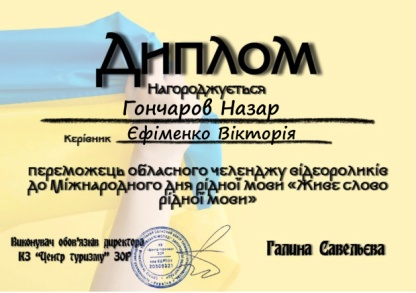 Диплом
Нагороджується
Гончаров Назар
Керівник Єфіменко Вікторія
переможець обласного челенджу відеороликів
до Міжнародного дня рідної мови «Живе слово
рідної мови»
Виконувач обов'язків директора
КЗ "Центр туризму" ЗОР
Галина Савельєва